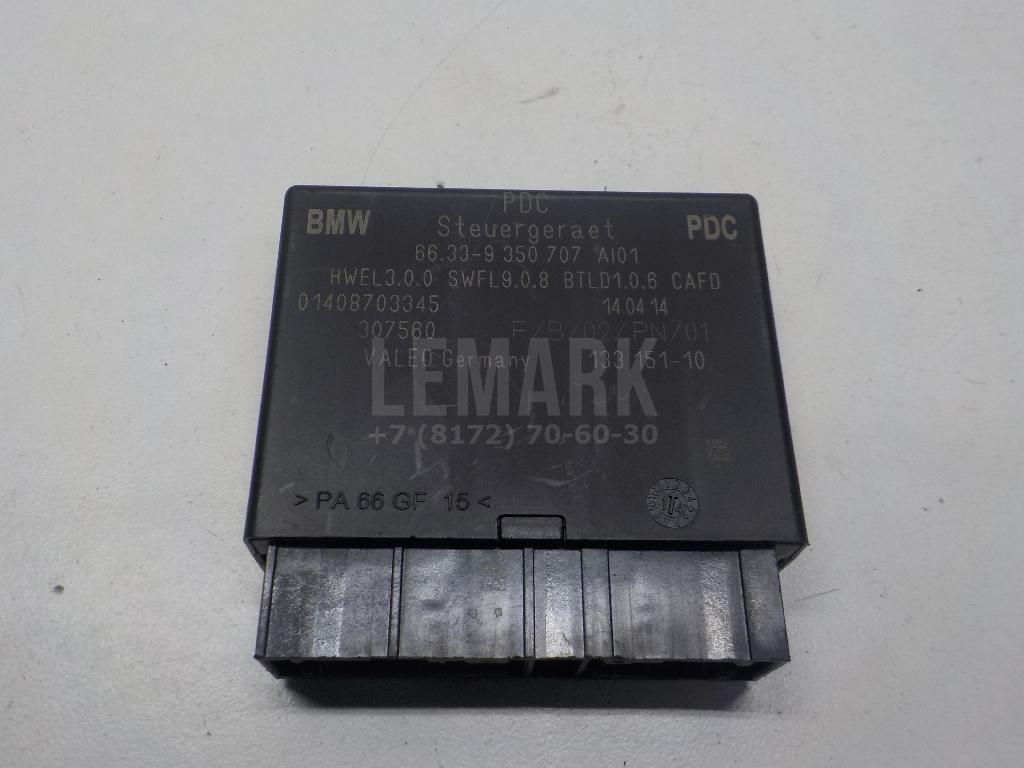 PDC
BMW Steuergeraet PDC
66.33-9 350 707 AI01
HWEL3.0.0 SWFL9.0.8 BTLD1.0.6 CAFD
01408703345 14 04 14
307560 F/B/02/PN/01
VALEO Germany 133 151-10
LEMARK
+7 (8172) 70-60-30
> PA 66 GF 15 <